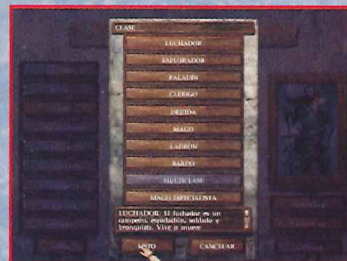 CLASE
LUCHADOR
EXPLORADOR
PALADÍN
CLÉRIGO
DRUIDA
MAGO
LADRÓN
BARDO
MULTICLASE
MAGO ESPECIALISTA
LUCHADOR: El luchador es un
campeón, espadachín, soldado y
Vive o muere
LISTO
CANCELAR